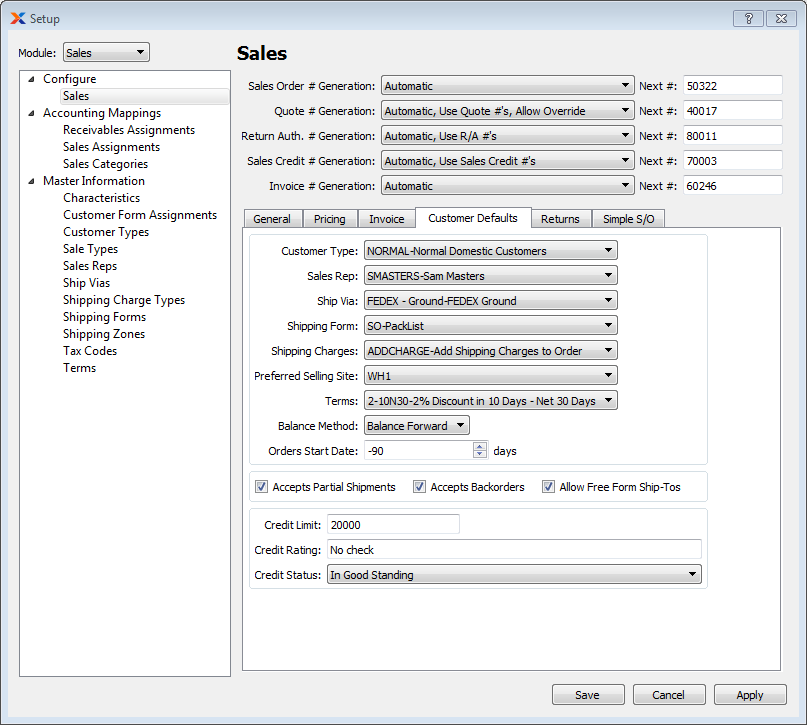 Setup
Module: Sales
Configure
Sales
Accounting Mappings
Receivables Assignments
Sales Assignments
Sales Categories
Master Information
Characteristics
Customer Form Assignments
Customer Types
Sale Types
Sales Reps
Ship Vias
Shipping Charge Types
Shipping Forms
Shipping Zones
Tax Codes
Terms
Sales
Sales Order # Generation: Automatic Next #: 50322
Quote # Generation: Automatic, Use Quote #'s, Allow Override Next #: 40017
Return Auth. # Generation: Automatic, Use R/A #'s Next #: 80011
Sales Credit # Generation: Automatic, Use Sales Credit #'s Next #: 70003
Invoice # Generation: Automatic Next #: 60246
General Pricing Invoice Customer Defaults Returns Simple S/O
Customer Type: NORMAL-Normal Domestic Customers
Sales Rep: SMASTERS-Sam Masters
Ship Via: FEDEX - Ground-FEDEX Ground
Shipping Form: SO-PackList
Shipping Charges: ADDCHARGE-Add Shipping Charges to Order
Preferred Selling Site: WH1
Terms: 2-10N30-2% Discount in 10 Days - Net 30 Days
Balance Method: Balance Forward
Orders Start Date: -90 days
Accepts Partial Shipments Accepts Backorders Allow Free Form Ship-Tos
Credit Limit: 20000
Credit Rating: No check
Credit Status: In Good Standing
Save Cancel Apply